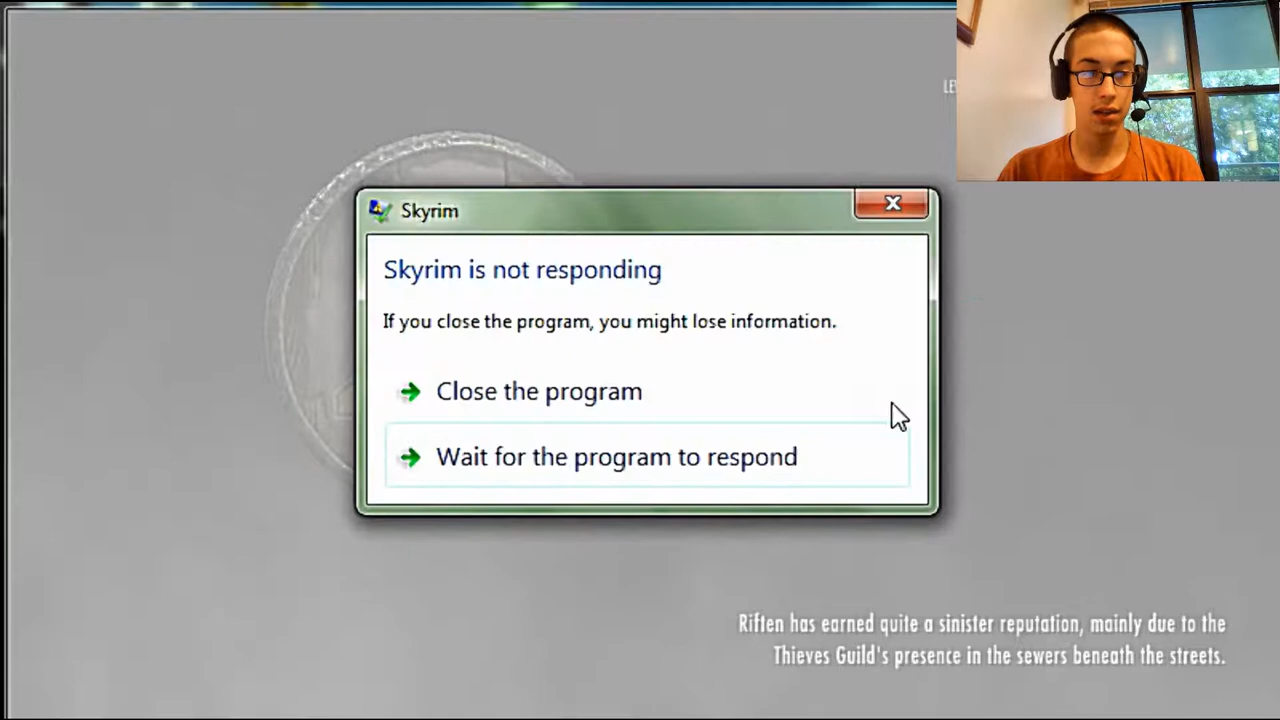 Skyrim
Skyrim is not responding
If you close the program, you might lose information.
Close the program
Wait for the program to respond
Riften has earned quite a sinister reputation, mainly due to the
Thieves Guild's presence in the sewers beneath the streets.